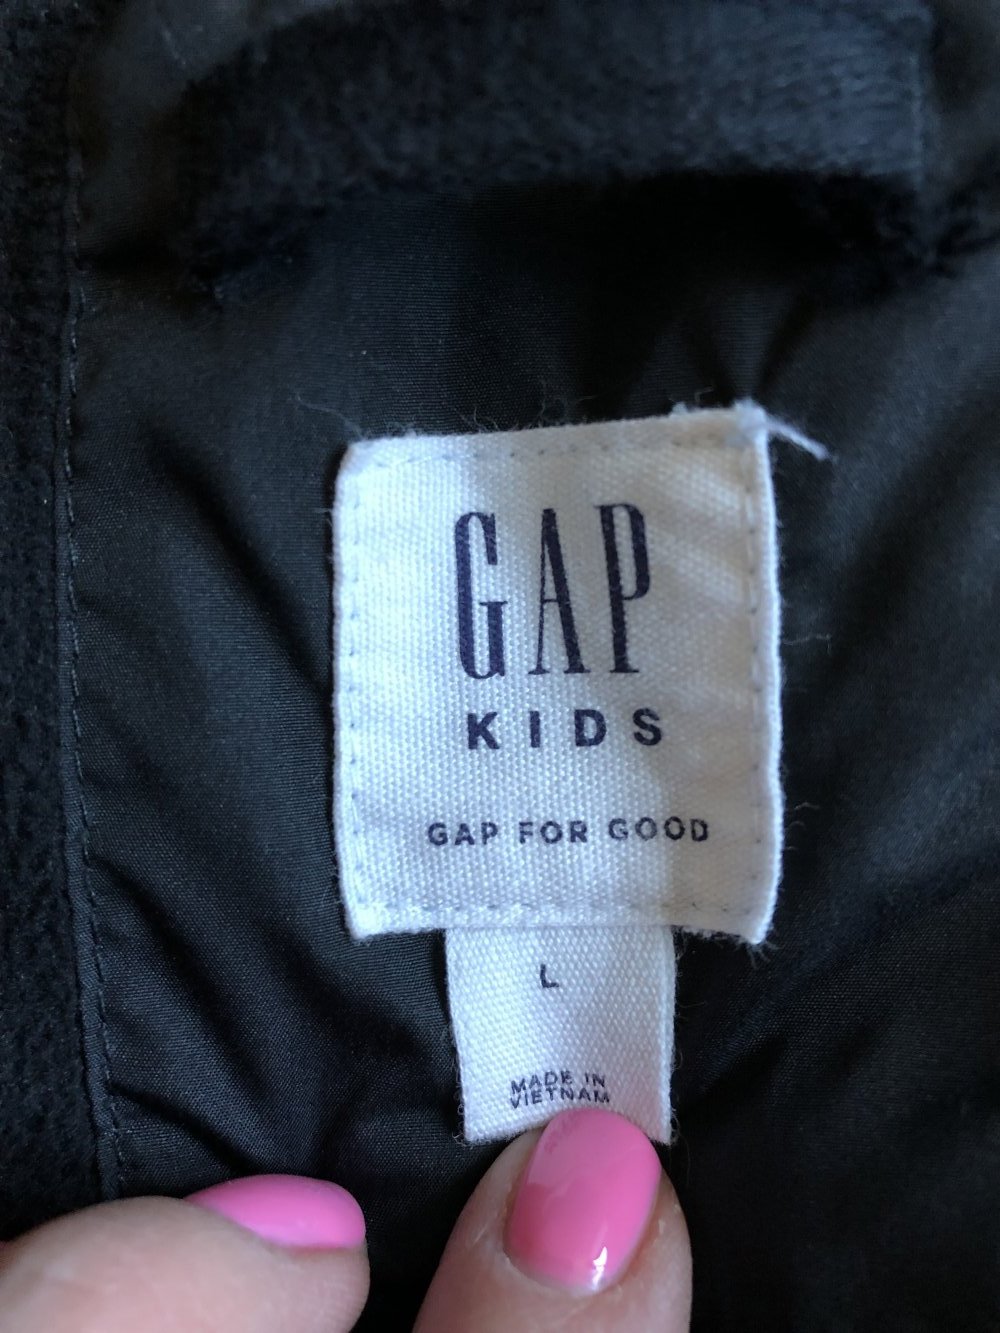 GAP
KIDS
GAP FOR GOOD
L
MADE IN
VIETNAM